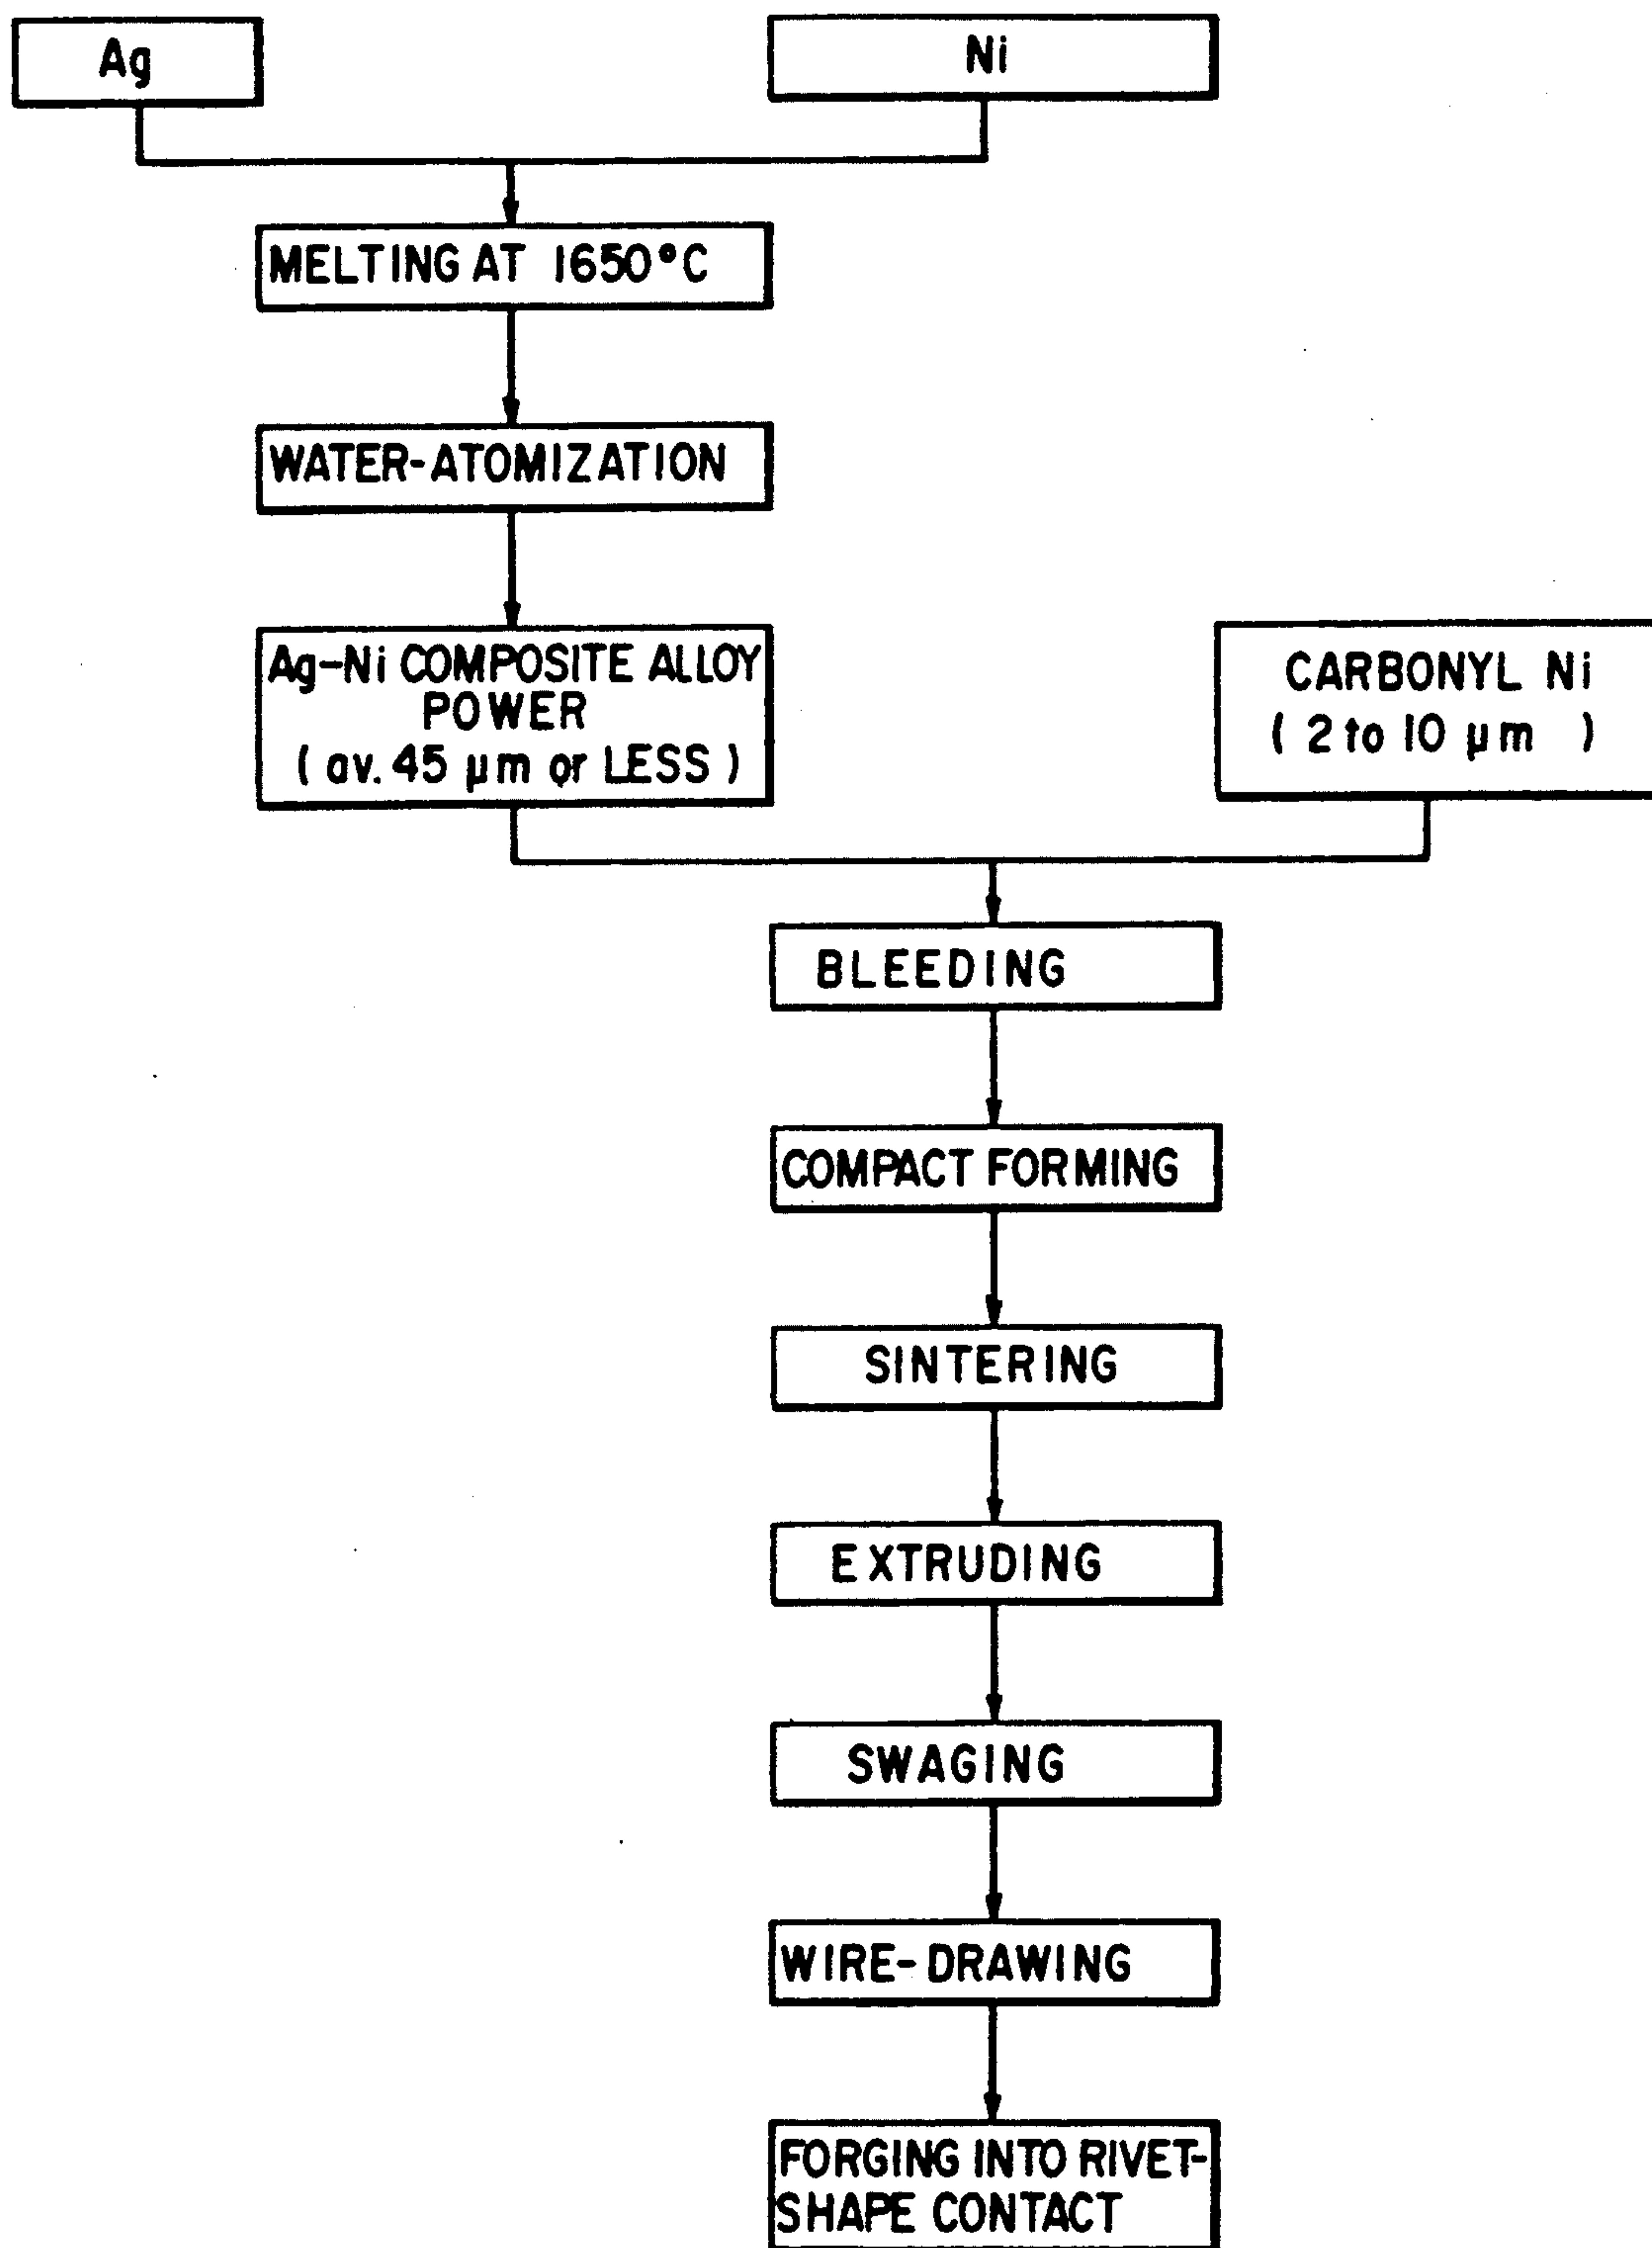 Ag
Ni
MELTING AT 1650°C
WATER-ATOMIZATION
Ag-Ni COMPOSITE ALLOY
POWER
( av. 45 µm or LESS )
CARBONYL Ni
( 2 to 10 µm )
BLEEDING
COMPACT FORMING
SINTERING
EXTRUDING
SWAGING
WIRE-DRAWING
FORGING INTO RIVET-
SHAPE CONTACT